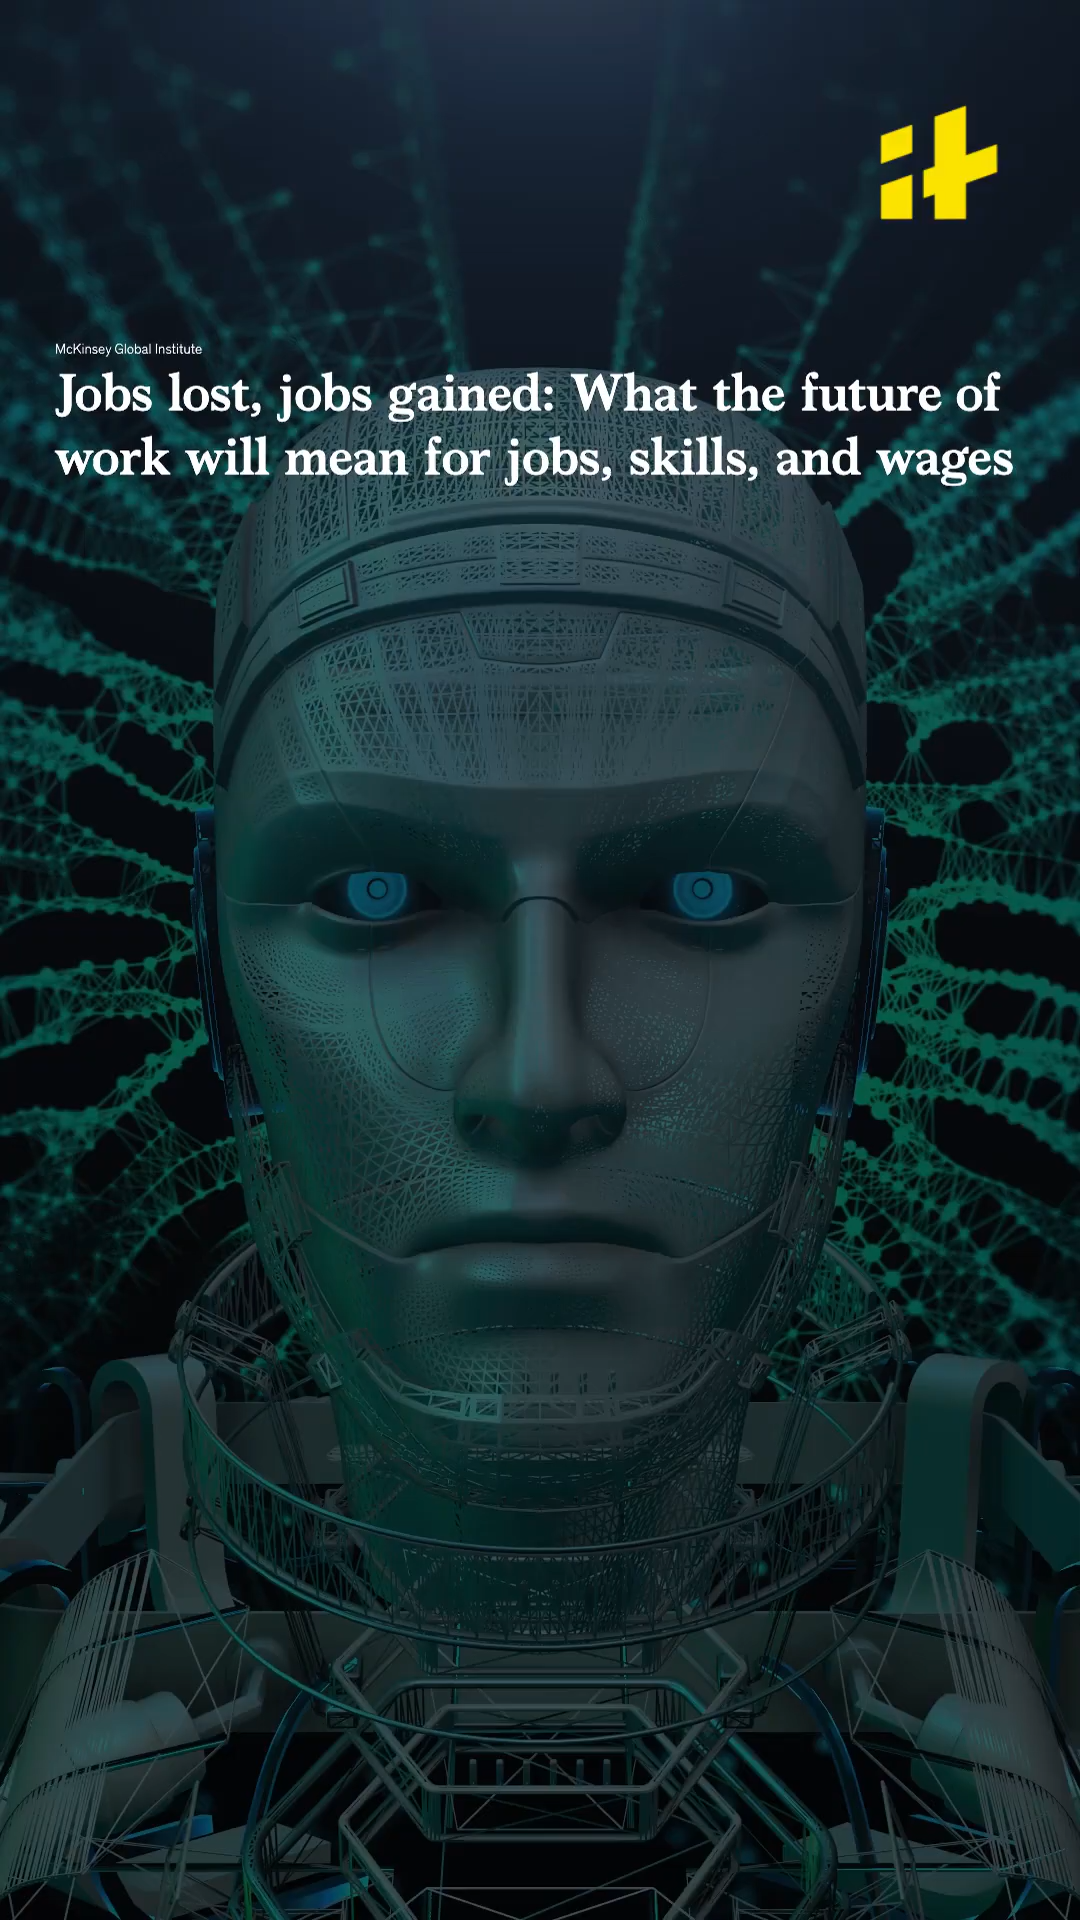 it
McKinsey Global Institute
Jobs lost, jobs gained: What the future of
work will mean for jobs, skills, and wages